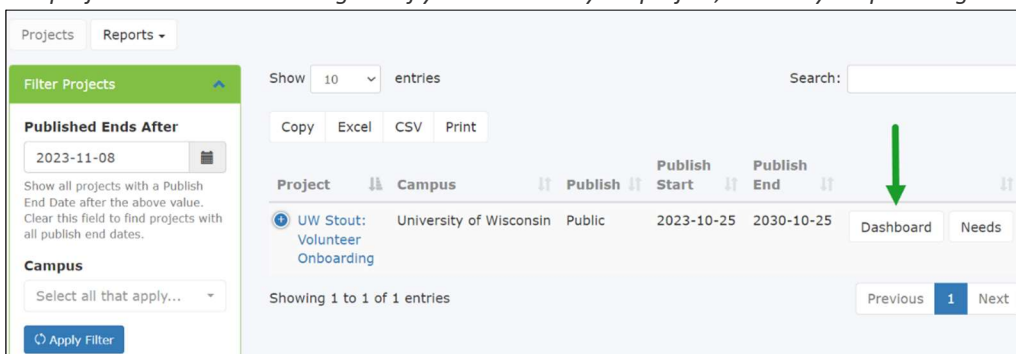 Projects Reports
Filter Projects
Published Ends After
2023-11-08
Show all projects with a Publish
End Date after the above value.
Clear this field to find projects with
all publish end dates.
Campus
Select all that apply...
Apply Filter
Show 10 entries
Search:
Copy Excel CSV Print
Project Campus Publish Publish Start Publish End
UW Stout: Volunteer Onboarding University of Wisconsin Public 2023-10-25 2030-10-25 Dashboard Needs
Showing 1 to 1 of 1 entries
Previous 1 Next